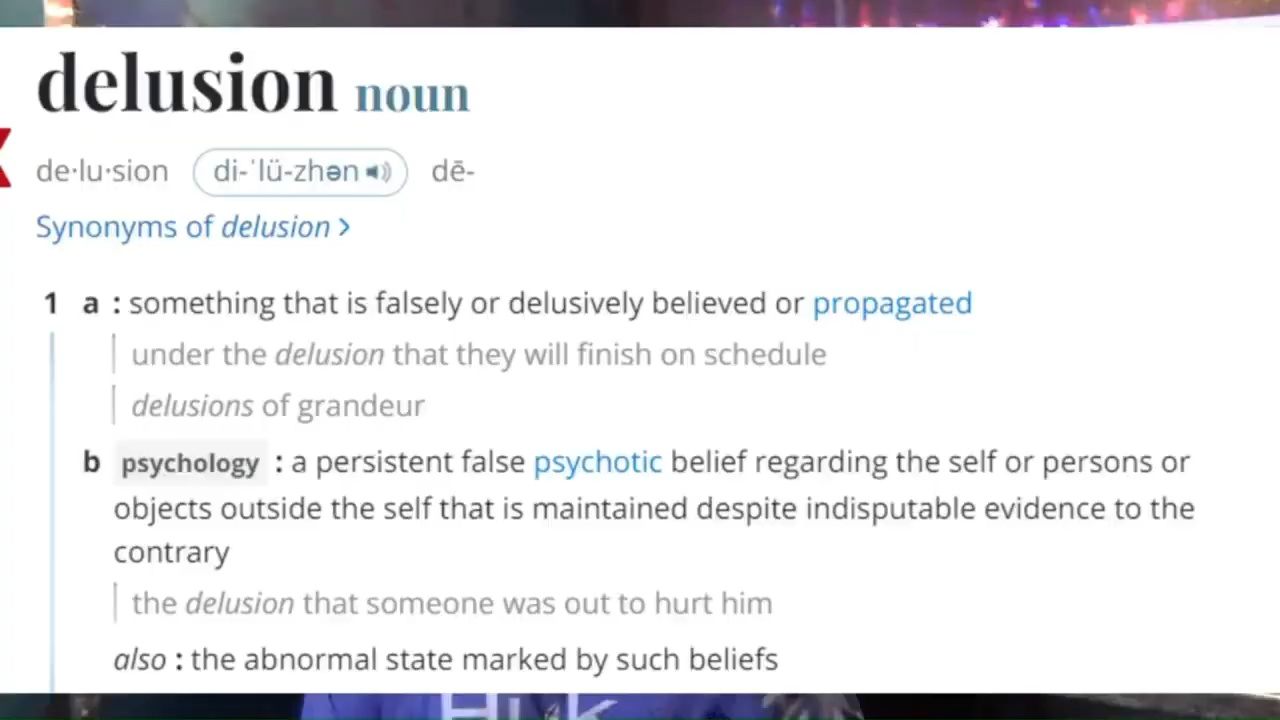 delusion noun
de·lu·sion di-ˈlü-zhən dē-
Synonyms of delusion
1 a : something that is falsely or delusively believed or propagated
under the delusion that they will finish on schedule
delusions of grandeur
b psychology : a persistent false psychotic belief regarding the self or persons or
objects outside the self that is maintained despite indisputable evidence to the
contrary
the delusion that someone was out to hurt him
also : the abnormal state marked by such beliefs